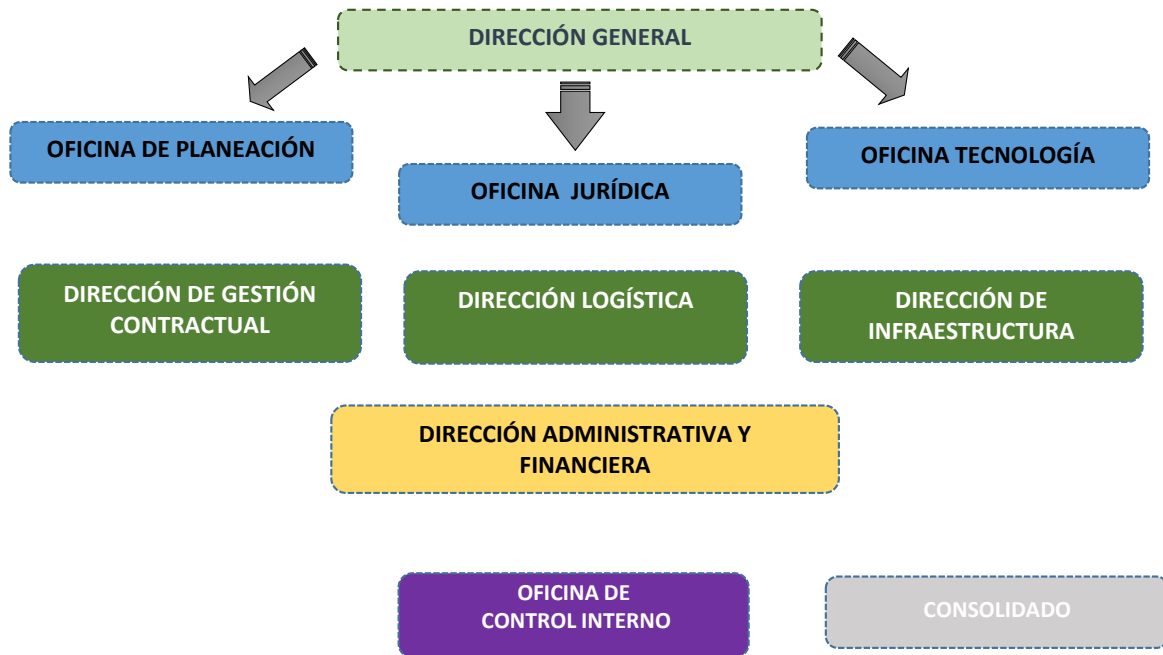 DIRECCIÓN GENERAL
OFICINA DE PLANEACIÓN
OFICINA JURÍDICA
OFICINA TECNOLOGÍA
DIRECCIÓN DE GESTIÓN
CONTRACTUAL
DIRECCIÓN LOGÍSTICA
DIRECCIÓN DE
INFRAESTRUCTURA
DIRECCIÓN ADMINISTRATIVA Y
FINANCIERA
OFICINA DE
CONTROL INTERNO
CONSOLIDADO